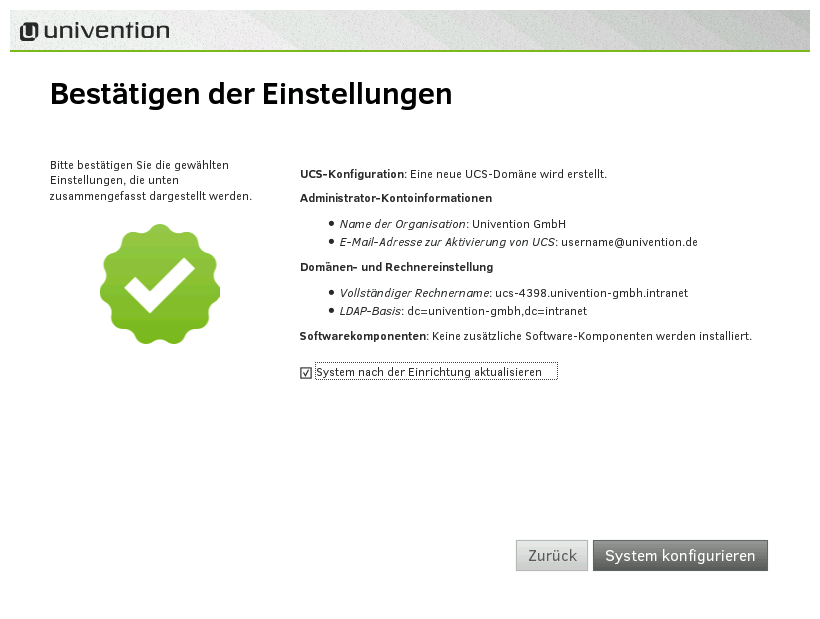 univention
Bestätigen der Einstellungen
Bitte bestätigen Sie die gewählten
Einstellungen, die unten
zusammengefasst dargestellt werden.
UCS-Konfiguration: Eine neue UCS-Domäne wird erstellt.
Administrator-Kontoinformationen
• Name der Organisation: Univention GmbH
• E-Mail-Adresse zur Aktivierung von UCS: username@univention.de
Domänen- und Rechnereinstellung
• Vollständiger Rechnername: ucs-4398.univention-gmbh.intranet
• LDAP-Basis: dc=univention-gmbh,dc=intranet
Softwarekomponenten: Keine zusätzliche Software-Komponenten werden installiert.
System nach der Einrichtung aktualisieren
Zurück
System konfigurieren